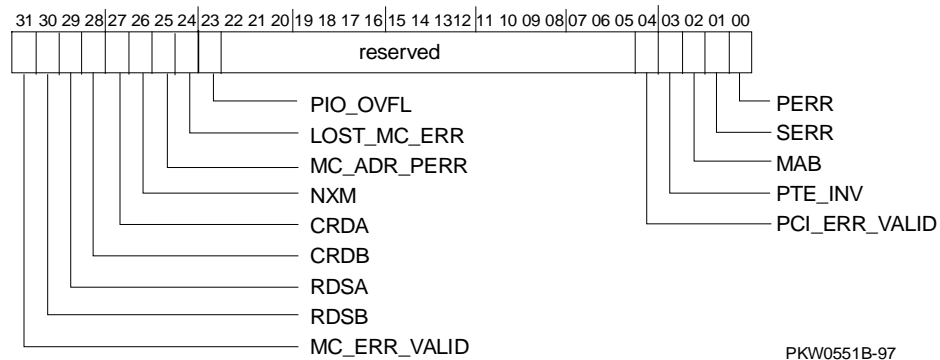 31 30 29 28 27 26 25 24 23 22 21 20 19 18 17 16 15 14 1312 11 10 09 08 07 06 05 04 03 02 01 00
reserved
PIO_OVFL
LOST_MC_ERR
MC_ADR_PERR
NXM
CRDA
CRDB
RDSA
RDSB
MC_ERR_VALID
PERR
SERR
MAB
PTE_INV
PCI_ERR_VALID
PKW0551B-97